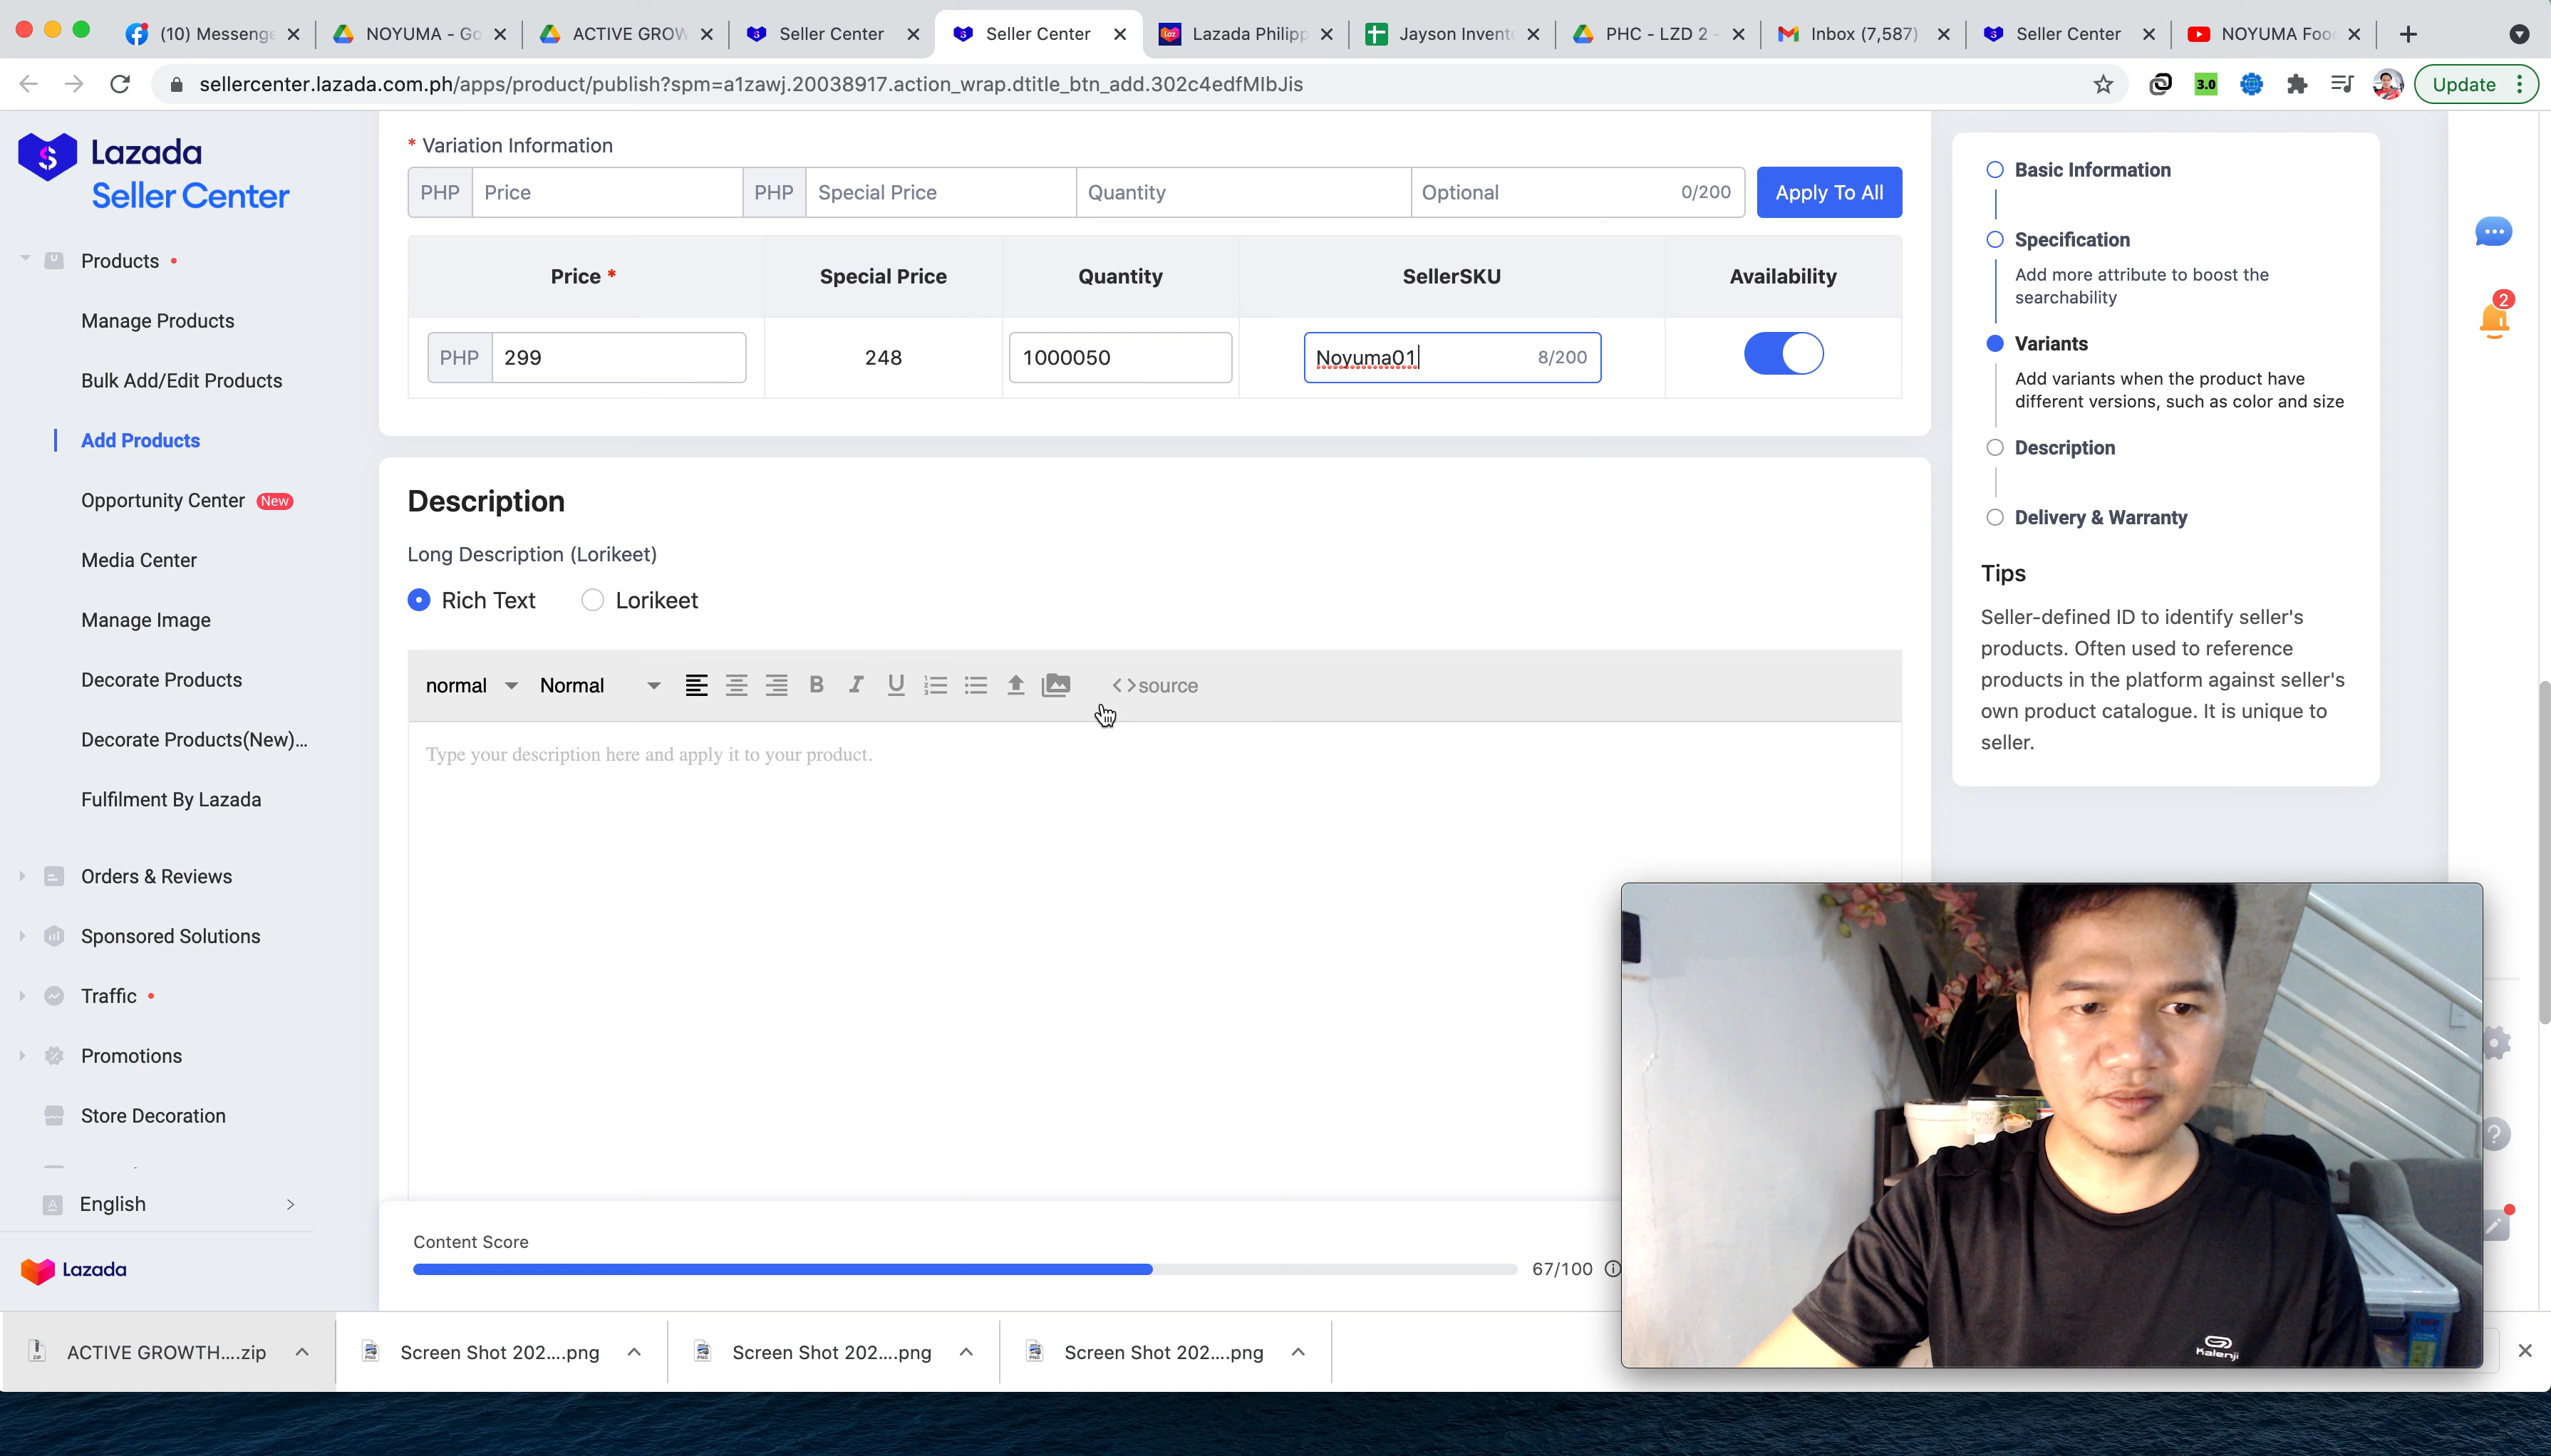 (10) Messenge
NOYUMA - Go
ACTIVE GROW
Seller Center
Seller Center
Lazada Philipp
Jayson Invent
PHC - LZD 2 -
Inbox (7,587)
Seller Center
NOYUMA Foo
sellercenter.lazada.com.ph/apps/product/publish?spm=a1zawj.20038917.action_wrap.dtitle_btn_add.302c4edfMIbJis
3.0
Update
Lazada
Seller Center
Products
Manage Products
Bulk Add/Edit Products
Add Products
Opportunity Center New
Media Center
Manage Image
Decorate Products
Decorate Products(New)...
Fulfilment By Lazada
Orders & Reviews
Sponsored Solutions
Traffic
Promotions
Store Decoration
English
Lazada
* Variation Information
PHP Price PHP Special Price Quantity Optional 0/200 Apply To All
Price * Special Price Quantity SellerSKU Availability
PHP 299 248 1000050 Noyuma01 8/200
Description
Long Description (Lorikeet)
Rich Text Lorikeet
normal Normal B I U <>source
Type your description here and apply it to your product.
Content Score
67/100
Basic Information
Specification
Add more attribute to boost the
searchability
Variants
Add variants when the product have
different versions, such as color and size
Description
Delivery & Warranty
Tips
Seller-defined ID to identify seller's
products. Often used to reference
products in the platform against seller's
own product catalogue. It is unique to
seller.
2
Kalenji
ACTIVE GROWTH....zip
Screen Shot 202....png
Screen Shot 202....png
Screen Shot 202....png